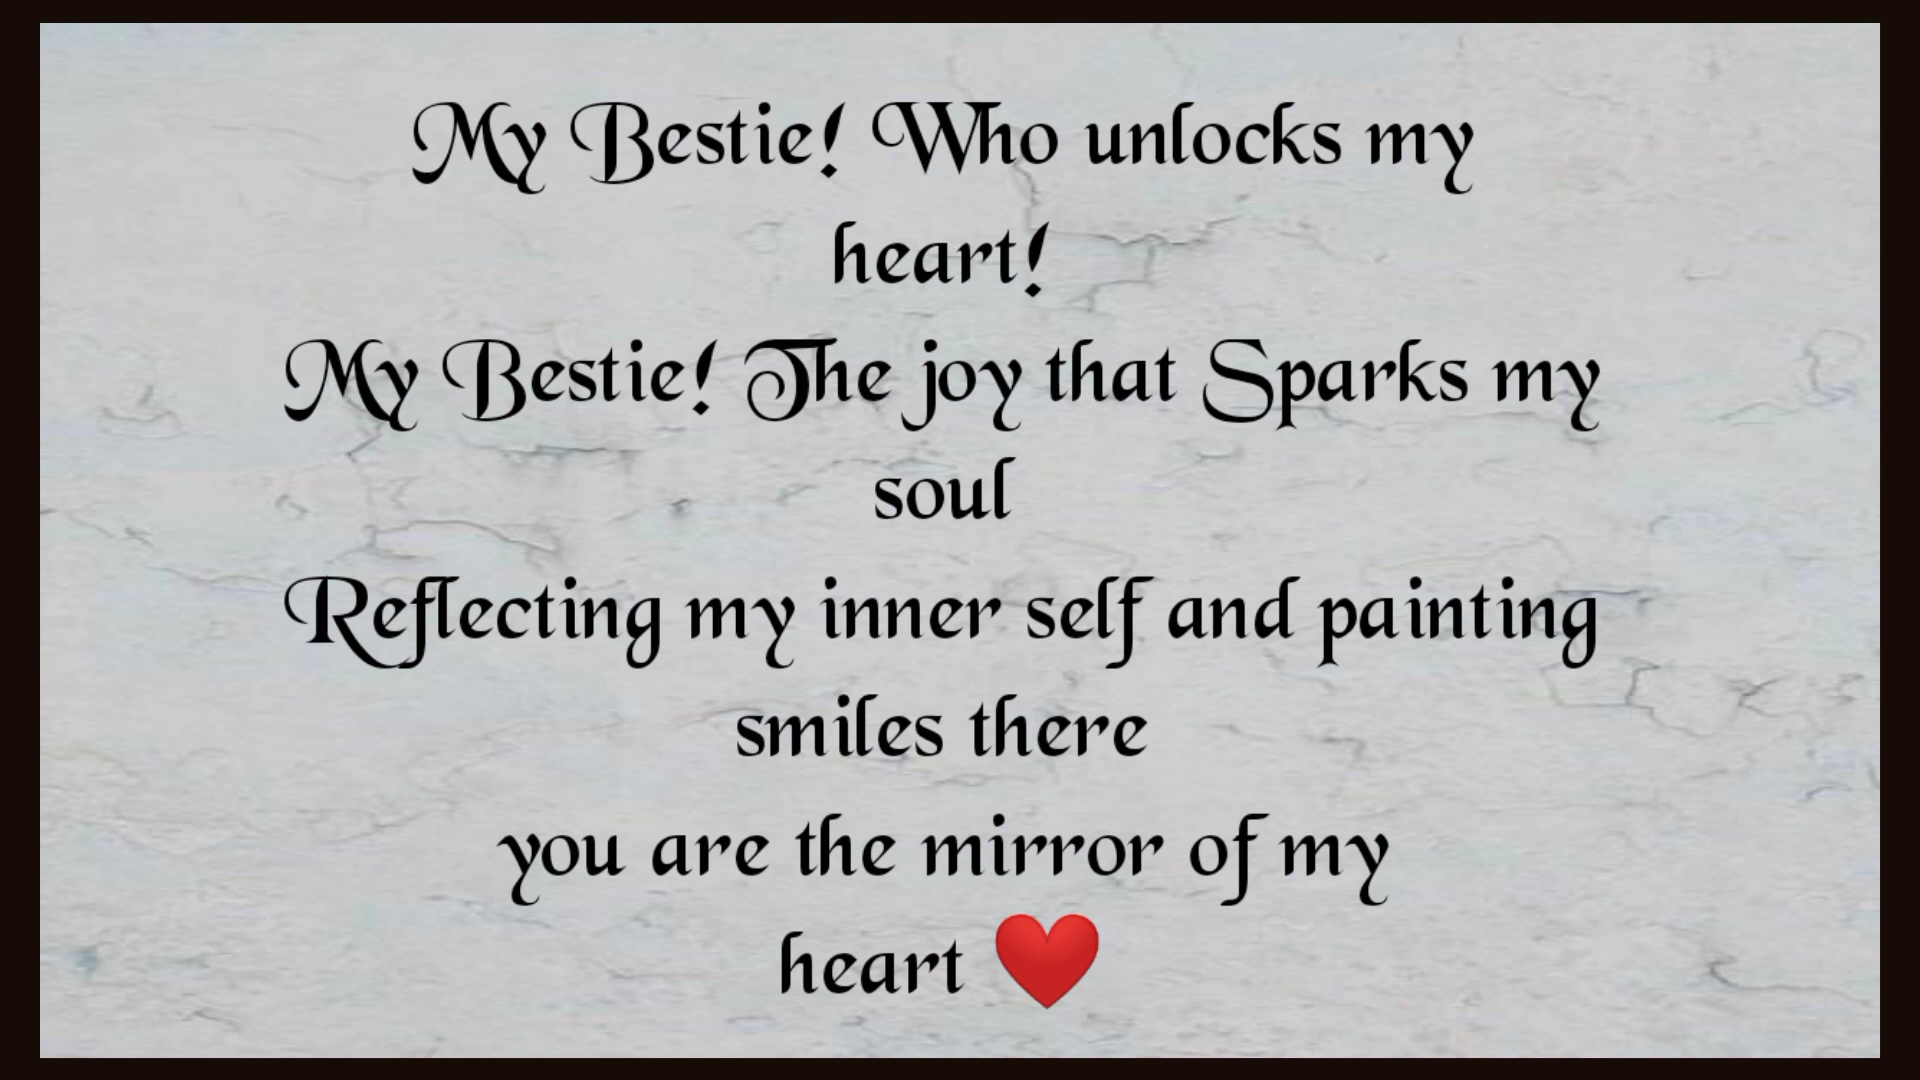 My Bestie! Who unlocks my
heart!
My Bestie! The joy that Sparks my
soul
Reflecting my inner self and painting
smiles there
you are the mirror of my
heart ❤️